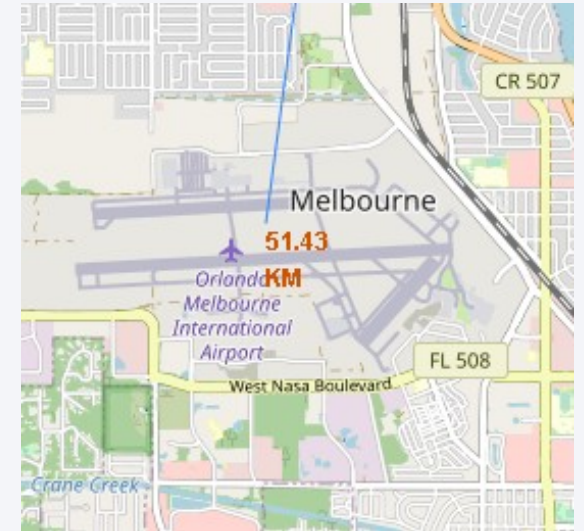 CR 507
Melbourne
51.43
KM
Orlando
Melbourne
International
Airport
FL 508
West Nasa Boulevard
Crane Creek